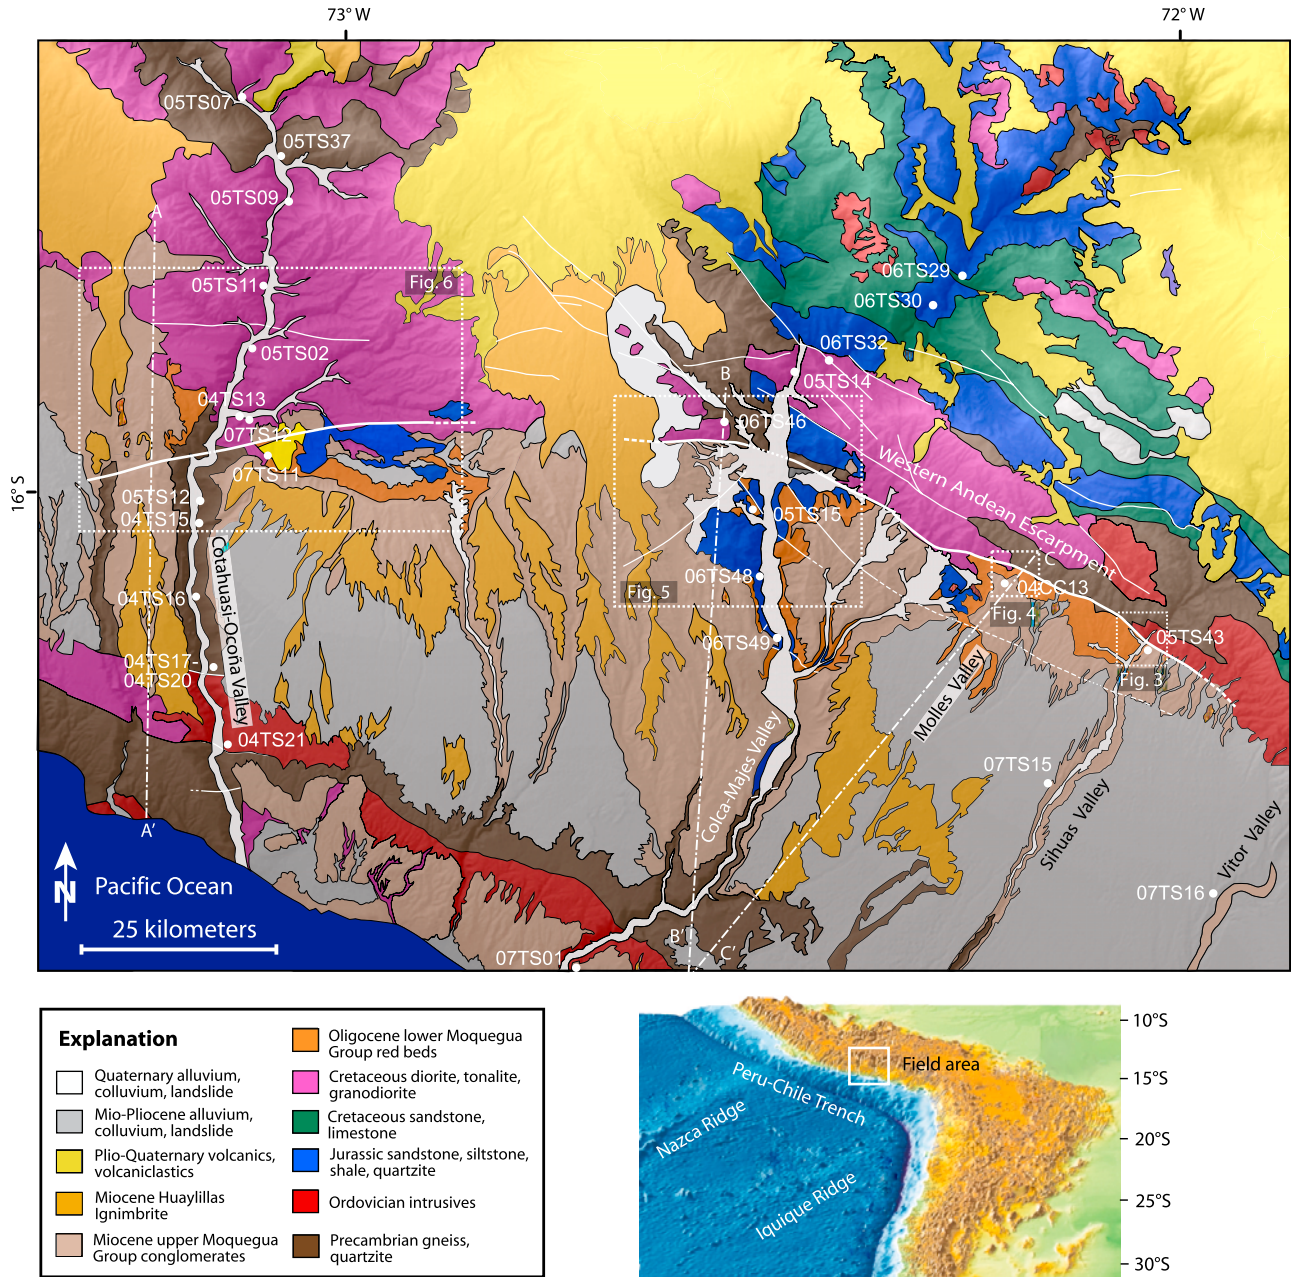 73° W
72° W
05TS07
05TS37
05TS09
A
06TS29
05TS11
Fig. 6
06TS30
05TS02
06TS32
B
05TS14
04TS13
07TS12
06TS46
07TS11
Western Andean Escarpment
16° S
05TS12
04TS15
05TS15
Cotahuasi-Ocoña Valley
C
06TS48
04CC13
04TS16
Fig. 5
Fig. 4
06TS49
05TS43
04TS17-
04TS20
Fig. 3
Molles Valley
04TS21
07TS15
Colca-Majes Valley
Sihuas Valley
A'
Vitor Valley
N
Pacific Ocean
07TS16
25 kilometers
B'
C'
07TS01
Explanation
Quaternary alluvium,
colluvium, landslide
Mio-Pliocene alluvium,
colluvium, landslide
Plio-Quaternary volcanics,
volcaniclastics
Miocene Huaylillas
Ignimbrite
Miocene upper Moquegua
Group conglomerates
Oligocene lower Moquegua
Group red beds
Cretaceous diorite, tonalite,
granodiorite
Cretaceous sandstone,
limestone
Jurassic sandstone, siltstone,
shale, quartzite
Ordovician intrusives
Precambrian gneiss,
quartzite
Field area
Peru-Chile Trench
Nazca Ridge
Iquique Ridge
10°S
15°S
20°S
25°S
30°S